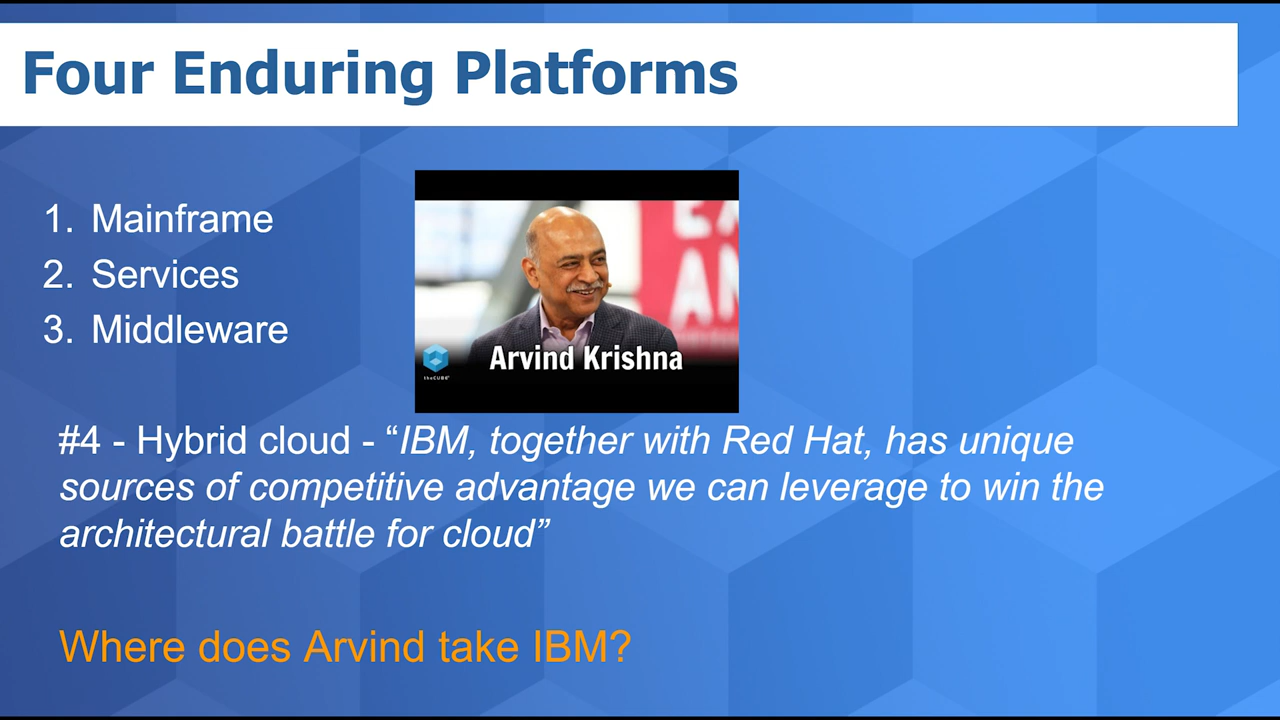 Four Enduring Platforms
1. Mainframe
2. Services
3. Middleware
Arvind Krishna
theCUBE
#4 - Hybrid cloud - “IBM, together with Red Hat, has unique
sources of competitive advantage we can leverage to win the
architectural battle for cloud”
Where does Arvind take IBM?